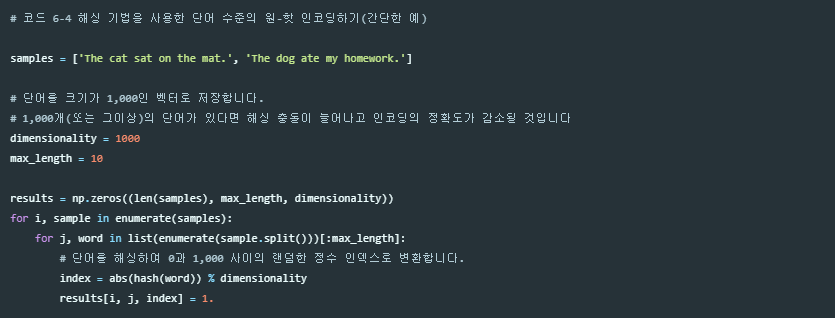 # 코드 6-4 해싱 기법을 사용한 단어 수준의 원-핫 인코딩하기(간단한 예)
samples = ['The cat sat on the mat.', 'The dog ate my homework.']
# 단어를 크기가 1,000인 벡터로 저장합니다.
# 1,000개(또는 그이상)의 단어가 있다면 해싱 충돌이 늘어나고 인코딩의 정확도가 감소될 것입니다
dimensionality = 1000
max_length = 10
results = np.zeros((len(samples), max_length, dimensionality))
for i, sample in enumerate(samples):
    for j, word in list(enumerate(sample.split()))[:max_length]:
        # 단어를 해싱하여 0과 1,000 사이의 랜덤한 정수 인덱스로 변환합니다.
        index = abs(hash(word)) % dimensionality
        results[i, j, index] = 1.